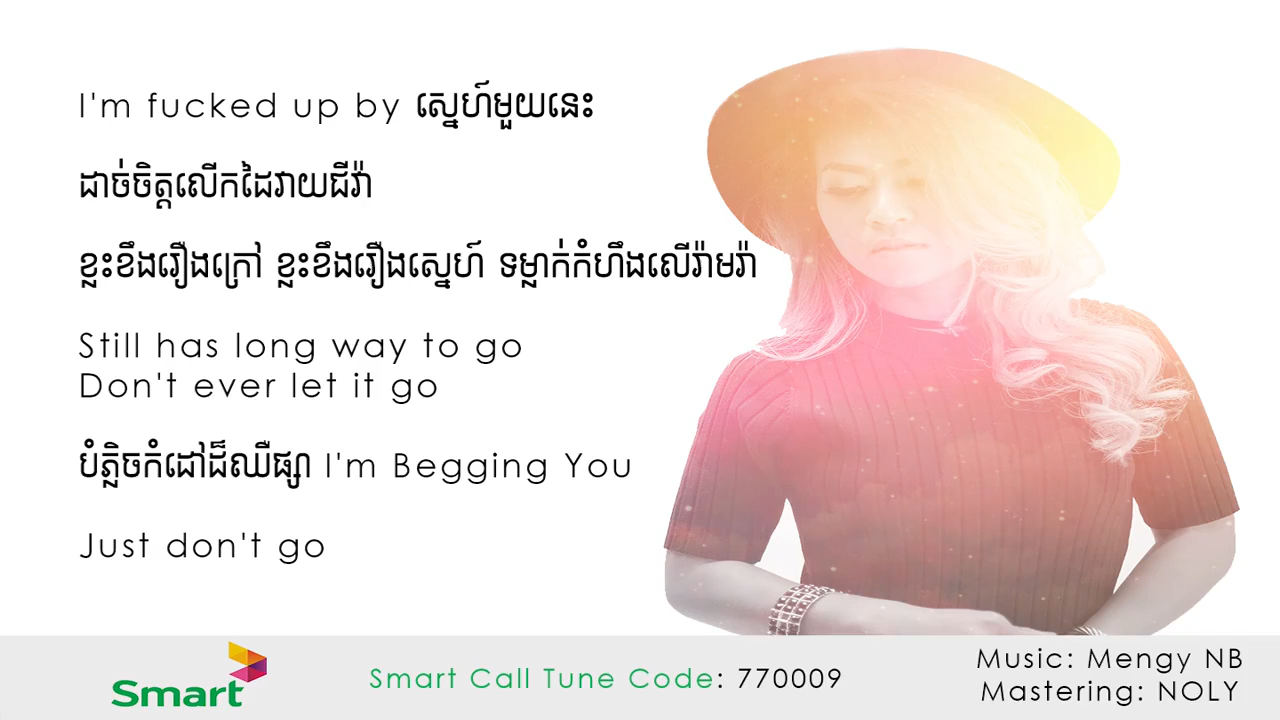 I'm fucked up by ស្នេហ៍មួយនេះ
ដាច់ចិត្តលើកដៃវាយជីវ៉ា
ខ្លះខឹងរឿងក្រៅ ខ្លះខឹងរឿងស្នេហ៍ ទម្លាក់កំហឹងលើរ៉ាមរ៉ា
Still has long way to go
Don't ever let it go
បំភ្លិចកំដៅដ៏ឈឺផ្សា I'm Begging You
Just don't go
Smart
Smart Call Tune Code: 770009
Music: Mengy NB
Mastering: NOLY